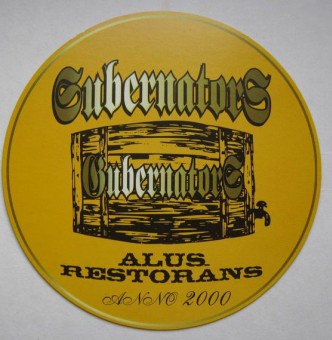 GubernatorS
GubernatorS
ALUS
RESTORANS
ANNO 2000